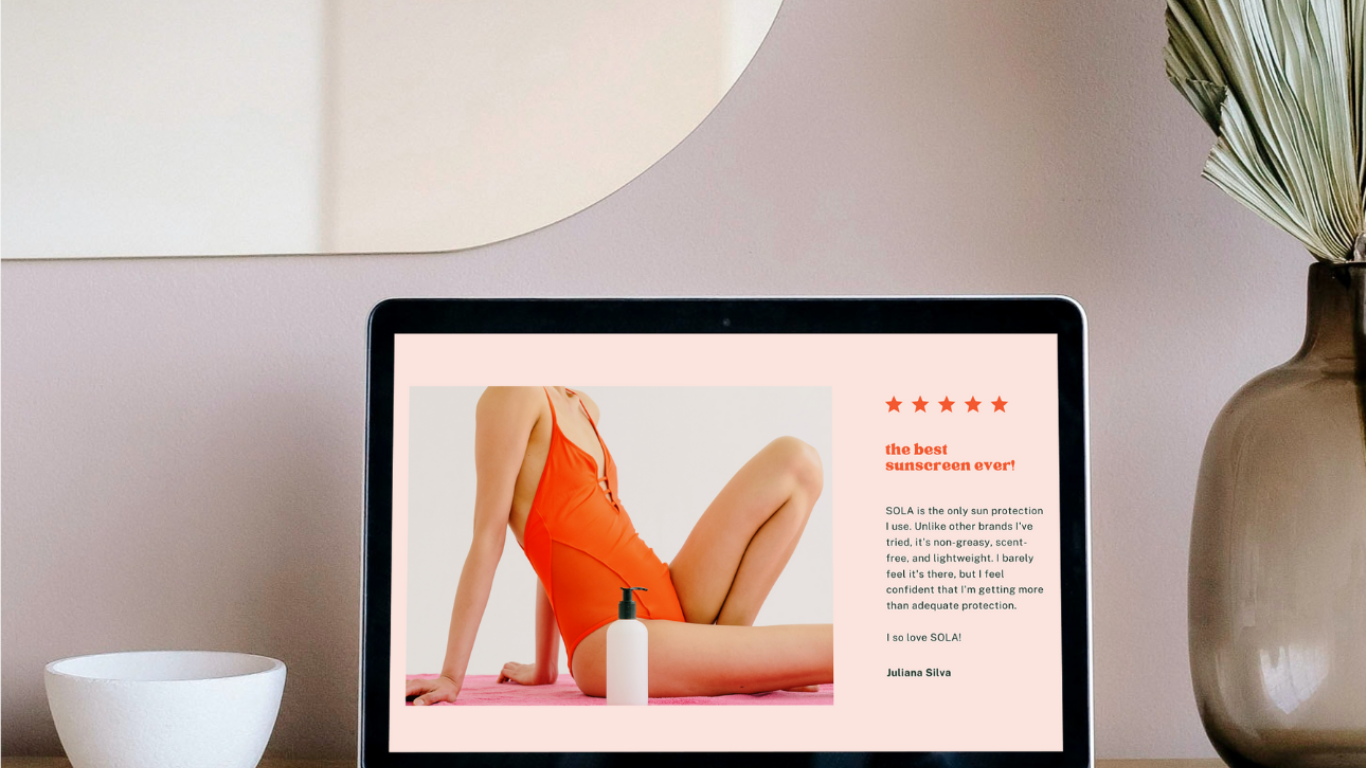 the best
sunscreen ever!
SOLA is the only sun protection
I use. Unlike other brands I've
tried, it's non-greasy, scent-
free, and lightweight. I barely
feel it's there, but I feel
confident that I'm getting more
than adequate protection.
I so love SOLA!
Juliana Silva